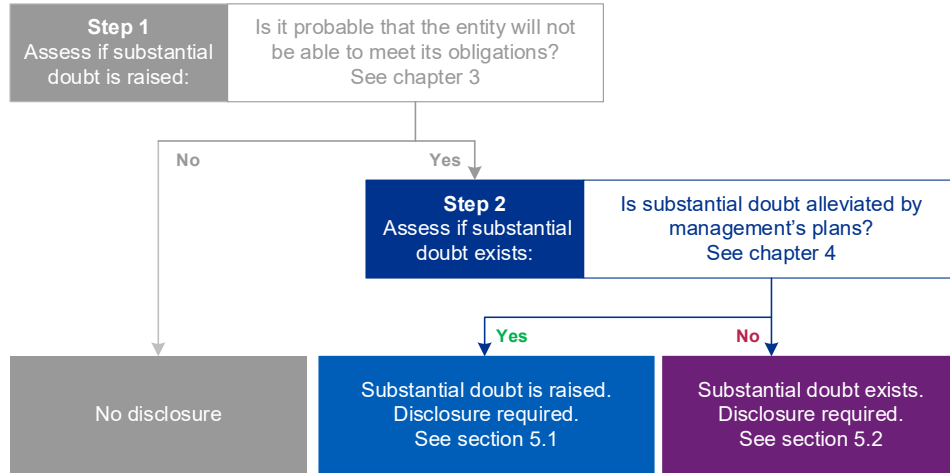 Step 1
Assess if substantial
doubt is raised:
Is it probable that the entity will not
be able to meet its obligations?
See chapter 3
No
Yes
Step 2
Assess if substantial
doubt exists:
Is substantial doubt alleviated by
management’s plans?
See chapter 4
Yes
No
No disclosure
Substantial doubt is raised.
Disclosure required.
See section 5.1
Substantial doubt exists.
Disclosure required.
See section 5.2